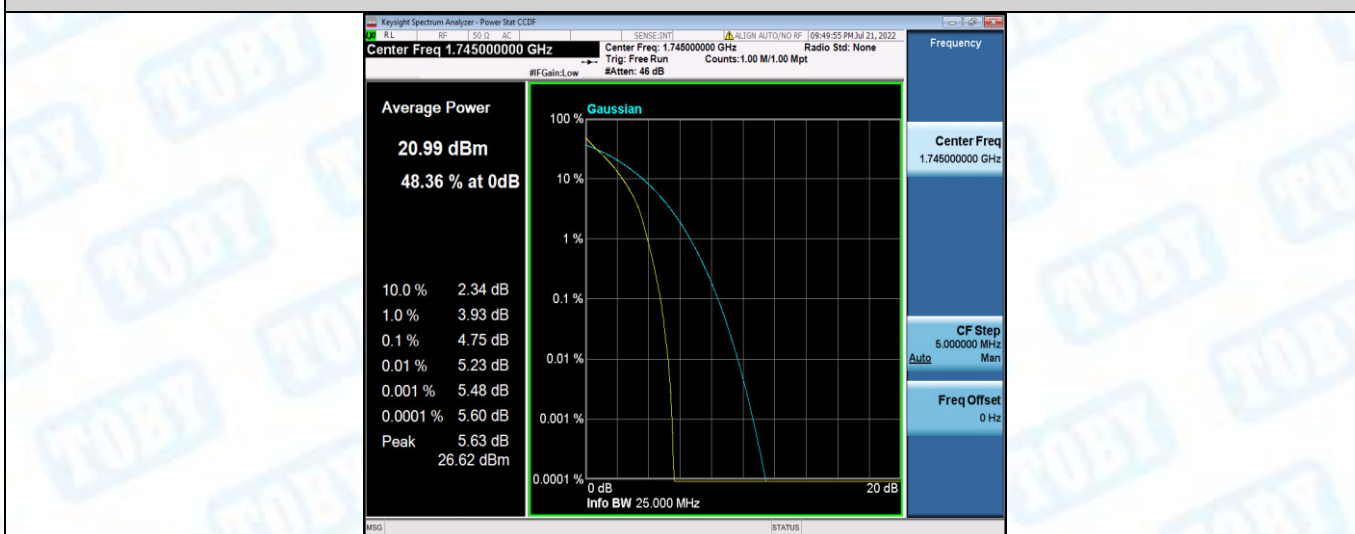 Keysight Spectrum Analyzer - Power Stat CCDF
RL RF 50 Ω AC SENSE:INT ALIGN AUTO/NO RF 09:49:55 PM Jul 21, 2022
Center Freq 1.745000000 GHz
Center Freq: 1.745000000 GHz Radio Std: None
Trig: Free Run Counts:1.00 M/1.00 Mpt
#IFGain:Low #Atten: 46 dB
Frequency
Average Power
20.99 dBm
48.36 % at 0dB
10.0 % 2.34 dB
1.0 % 3.93 dB
0.1 % 4.75 dB
0.01 % 5.23 dB
0.001 % 5.48 dB
0.0001 % 5.60 dB
Peak 5.63 dB
26.62 dBm
Gaussian
100 %
10 %
1 %
0.1 %
0.01 %
0.001 %
0.0001 %
0 dB 20 dB
Info BW 25.000 MHz
Center Freq
1.745000000 GHz
CF Step
5.000000 MHz
Auto Man
Freq Offset
0 Hz
MSG STATUS
TOBY
TOBY
TOBY
TOBY
TOBY
TOBY